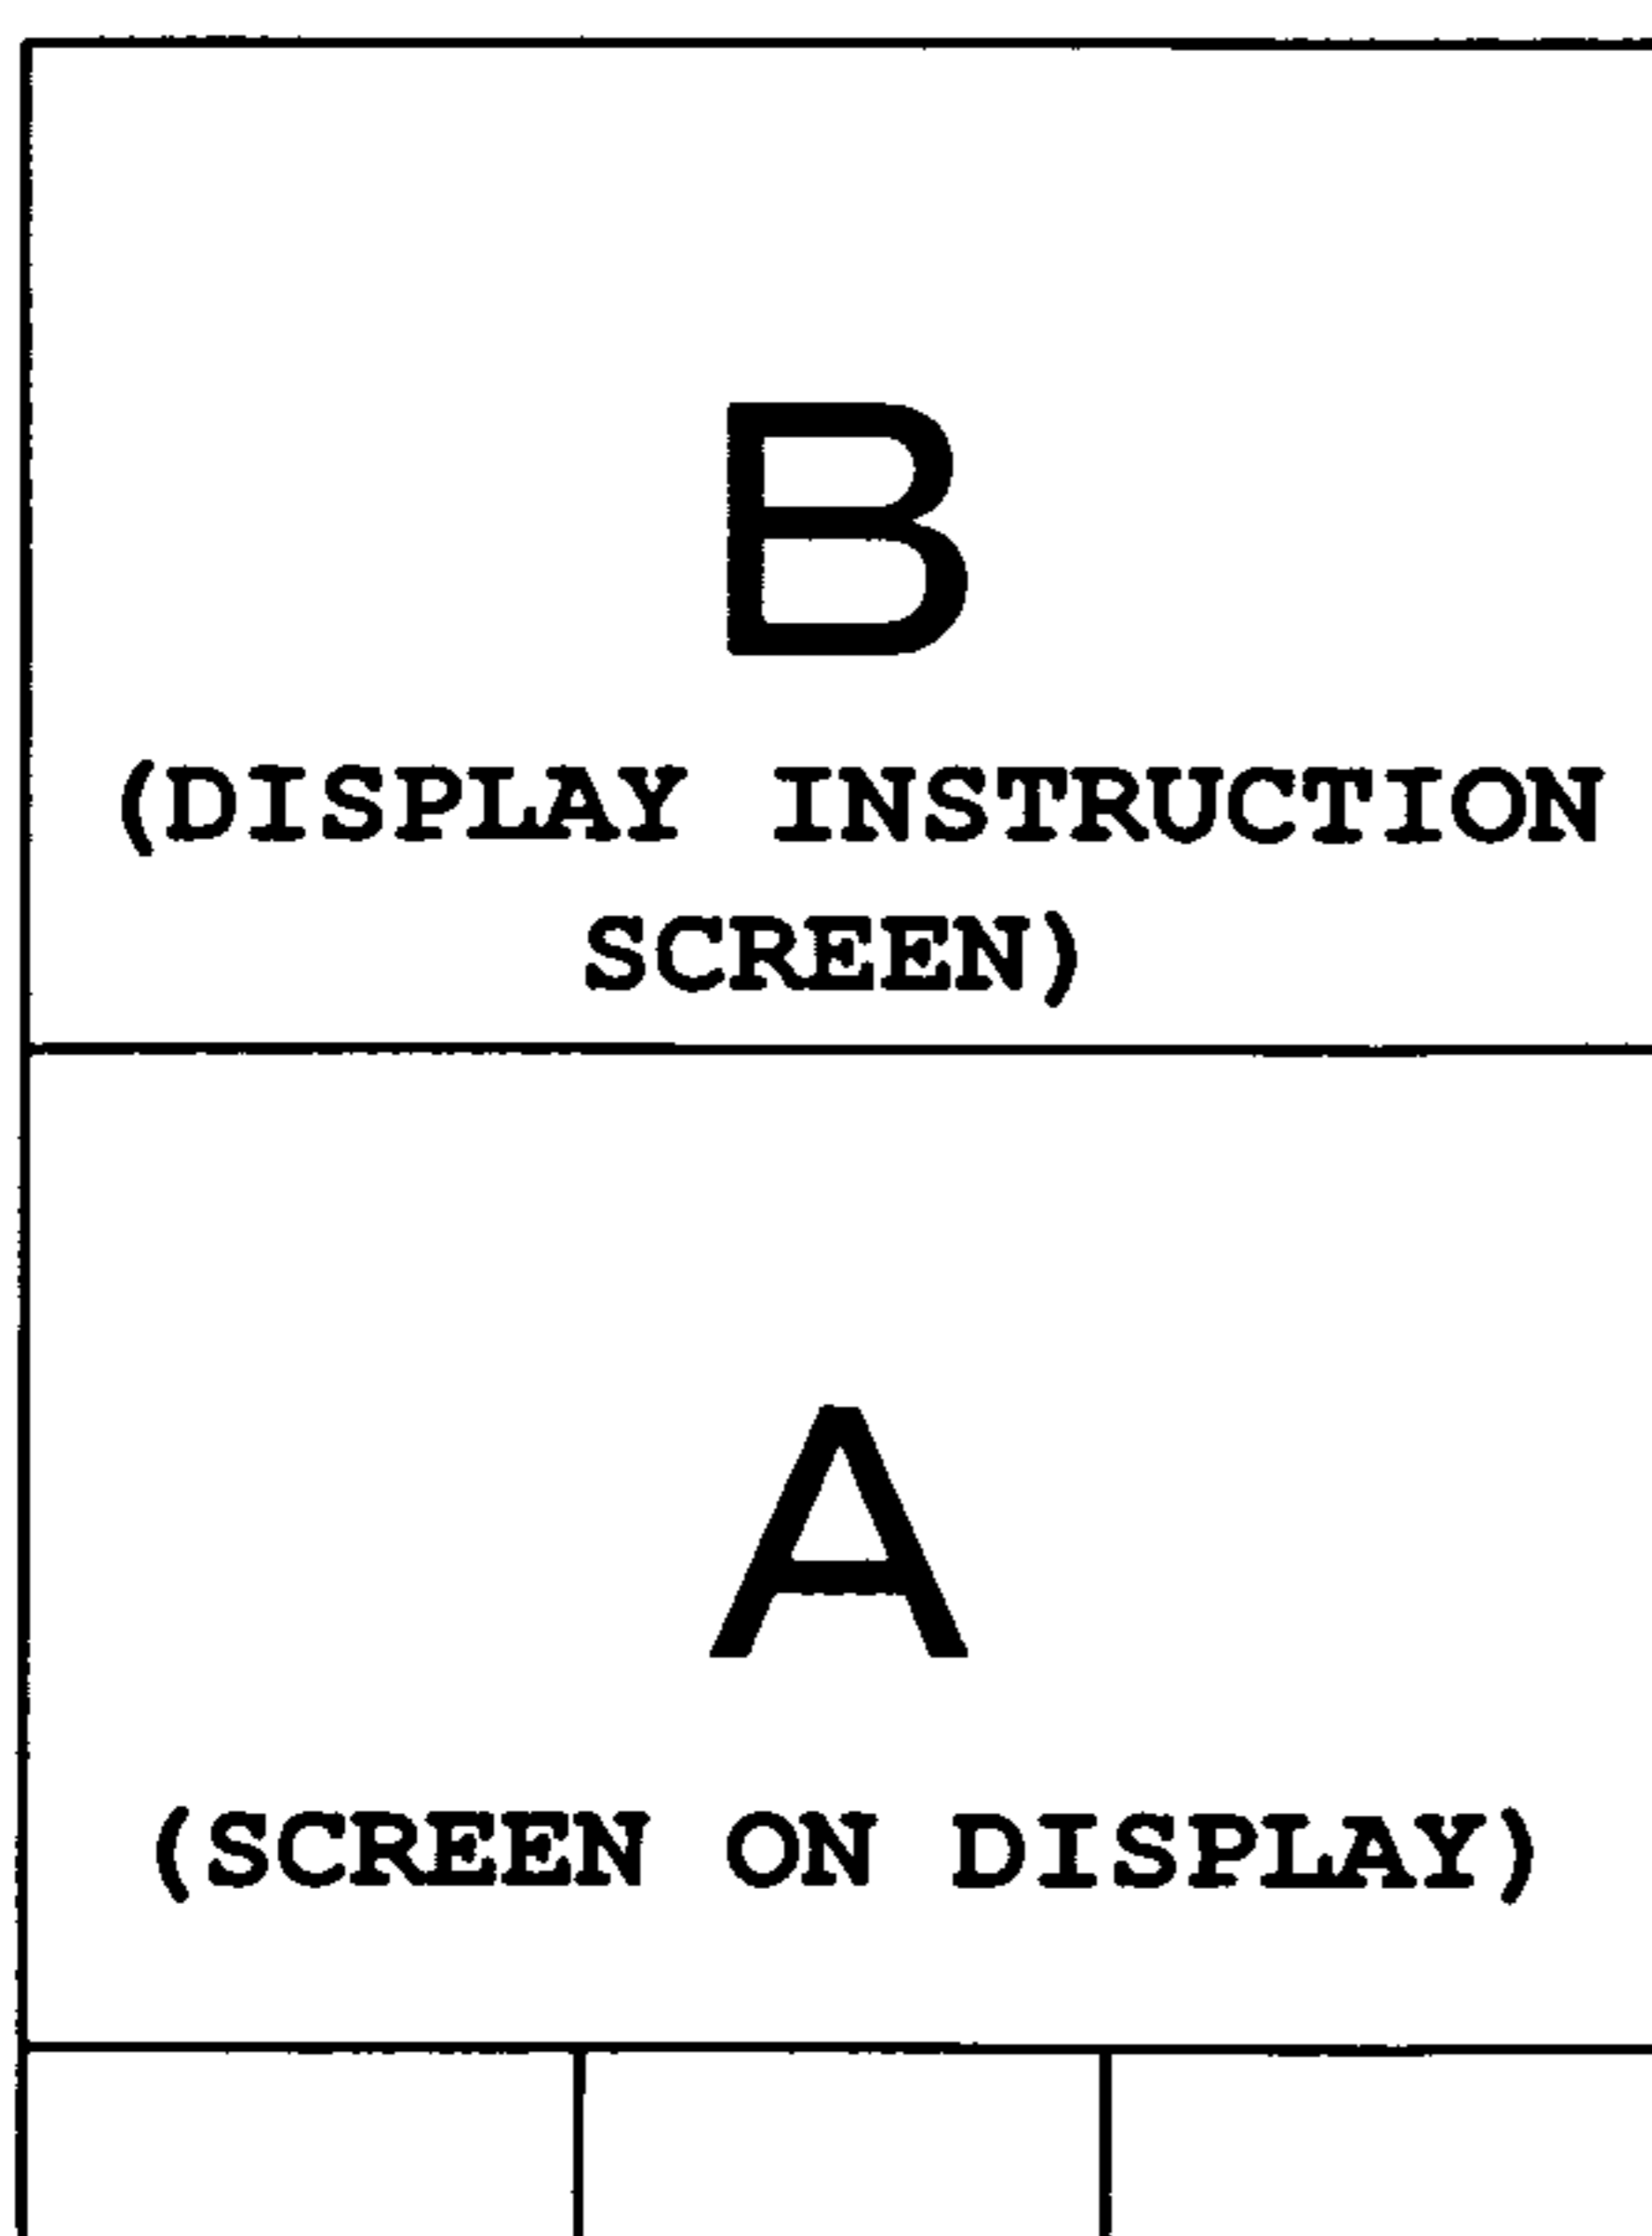 B
(DISPLAY INSTRUCTION
SCREEN)
A
(SCREEN ON DISPLAY)